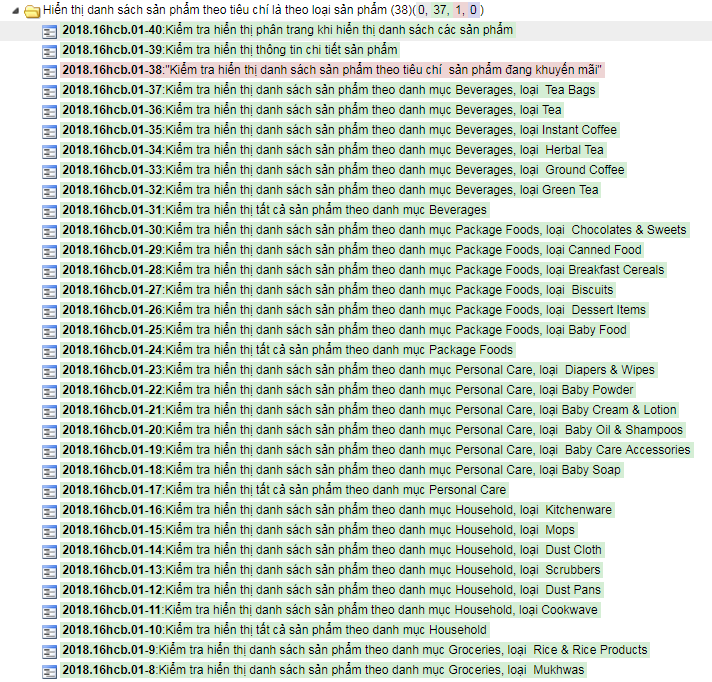 Hiển thị danh sách sản phẩm theo tiêu chí là theo loại sản phẩm (38)(0, 37, 1, 0)
2018.16hcb.01-40:Kiểm tra hiển thị phân trang khi hiển thị danh sách các sản phẩm
2018.16hcb.01-39:Kiểm tra hiển thị thông tin chi tiết sản phẩm
2018.16hcb.01-38:"Kiểm tra hiển thị danh sách sản phẩm theo tiêu chí sản phẩm đang khuyến mãi"
2018.16hcb.01-37:Kiểm tra hiển thị danh sách sản phẩm theo danh mục Beverages, loại Tea Bags
2018.16hcb.01-36:Kiểm tra hiển thị danh sách sản phẩm theo danh mục Beverages, loại Tea
2018.16hcb.01-35:Kiểm tra hiển thị danh sách sản phẩm theo danh mục Beverages, loại Instant Coffee
2018.16hcb.01-34:Kiểm tra hiển thị danh sách sản phẩm theo danh mục Beverages, loại Herbal Tea
2018.16hcb.01-33:Kiểm tra hiển thị danh sách sản phẩm theo danh mục Beverages, loại Ground Coffee
2018.16hcb.01-32:Kiểm tra hiển thị danh sách sản phẩm theo danh mục Beverages, loại Green Tea
2018.16hcb.01-31:Kiểm tra hiển thị tất cả sản phẩm theo danh mục Beverages
2018.16hcb.01-30:Kiểm tra hiển thị danh sách sản phẩm theo danh mục Package Foods, loại Chocolates & Sweets
2018.16hcb.01-29:Kiểm tra hiển thị danh sách sản phẩm theo danh mục Package Foods, loại Canned Food
2018.16hcb.01-28:Kiểm tra hiển thị danh sách sản phẩm theo danh mục Package Foods, loại Breakfast Cereals
2018.16hcb.01-27:Kiểm tra hiển thị danh sách sản phẩm theo danh mục Package Foods, loại Biscuits
2018.16hcb.01-26:Kiểm tra hiển thị danh sách sản phẩm theo danh mục Package Foods, loại Dessert Items
2018.16hcb.01-25:Kiểm tra hiển thị danh sách sản phẩm theo danh mục Package Foods, loại Baby Food
2018.16hcb.01-24:Kiểm tra hiển thị tất cả sản phẩm theo danh mục Package Foods
2018.16hcb.01-23:Kiểm tra hiển thị danh sách sản phẩm theo danh mục Personal Care, loại Diapers & Wipes
2018.16hcb.01-22:Kiểm tra hiển thị danh sách sản phẩm theo danh mục Personal Care, loại Baby Powder
2018.16hcb.01-21:Kiểm tra hiển thị danh sách sản phẩm theo danh mục Personal Care, loại Baby Cream & Lotion
2018.16hcb.01-20:Kiểm tra hiển thị danh sách sản phẩm theo danh mục Personal Care, loại Baby Oil & Shampoos
2018.16hcb.01-19:Kiểm tra hiển thị danh sách sản phẩm theo danh mục Personal Care, loại Baby Care Accessories
2018.16hcb.01-18:Kiểm tra hiển thị danh sách sản phẩm theo danh mục Personal Care, loại Baby Soap
2018.16hcb.01-17:Kiểm tra hiển thị tất cả sản phẩm theo danh mục Personal Care
2018.16hcb.01-16:Kiểm tra hiển thị danh sách sản phẩm theo danh mục Household, loại Kitchenware
2018.16hcb.01-15:Kiểm tra hiển thị danh sách sản phẩm theo danh mục Household, loại Mops
2018.16hcb.01-14:Kiểm tra hiển thị danh sách sản phẩm theo danh mục Household, loại Dust Cloth
2018.16hcb.01-13:Kiểm tra hiển thị danh sách sản phẩm theo danh mục Household, loại Scrubbers
2018.16hcb.01-12:Kiểm tra hiển thị danh sách sản phẩm theo danh mục Household, loại Dust Pans
2018.16hcb.01-11:Kiểm tra hiển thị danh sách sản phẩm theo danh mục Household, loại Cookwave
2018.16hcb.01-10:Kiểm tra hiển thị tất cả sản phẩm theo danh mục Household
2018.16hcb.01-9:Kiểm tra hiển thị danh sách sản phẩm theo danh mục Groceries, loại Rice & Rice Products
2018.16hcb.01-8:Kiểm tra hiển thị danh sách sản phẩm theo danh mục Groceries, loại Mukhwas